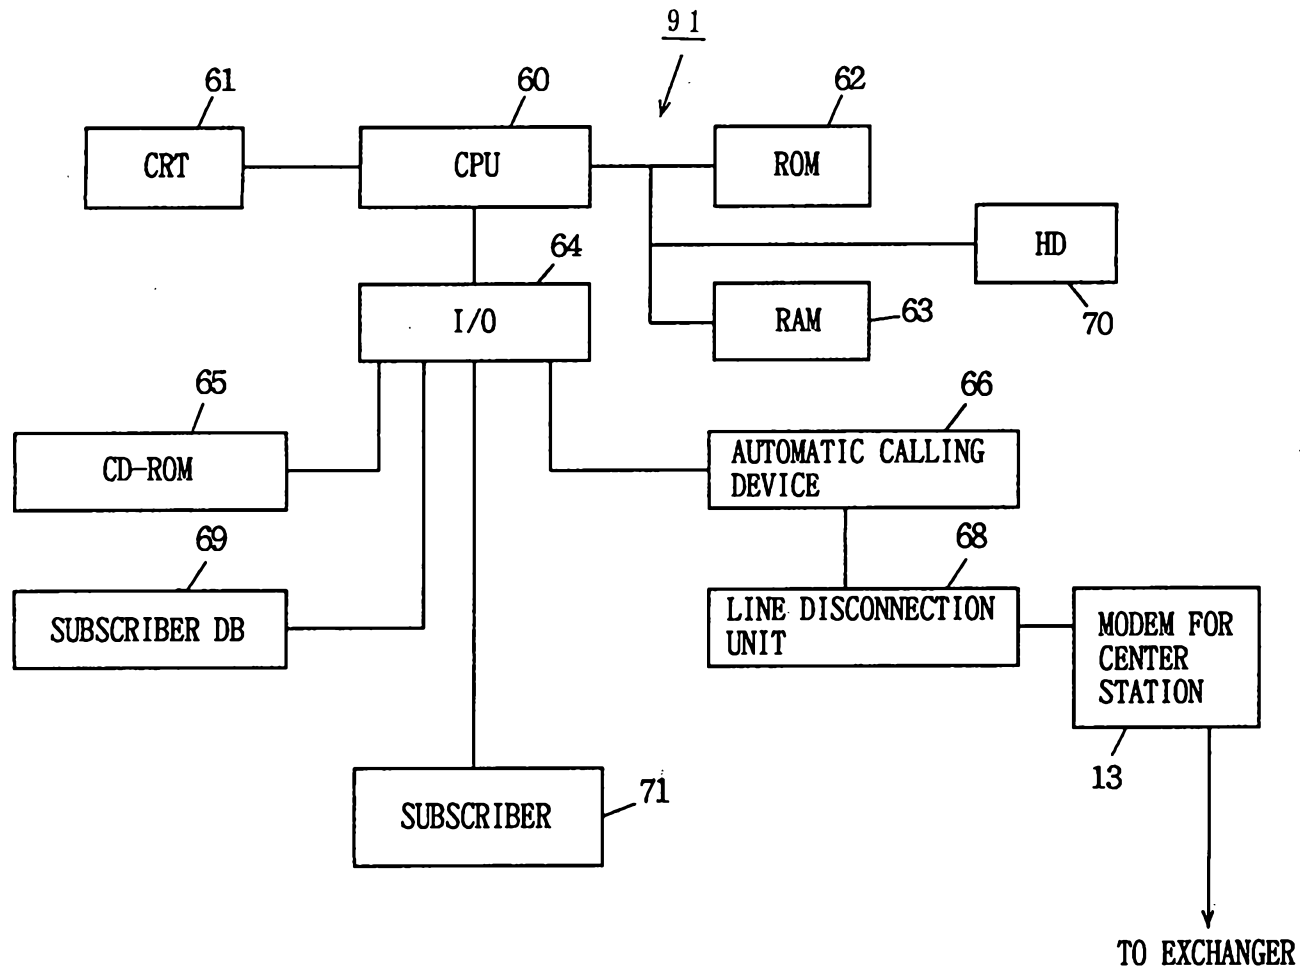 91
61
60
62
CRT
CPU
ROM
64
HD
I/O
RAM
63
70
65
66
CD-ROM
AUTOMATIC CALLING
DEVICE
69
68
SUBSCRIBER DB
LINE DISCONNECTION
UNIT
MODEM FOR
CENTER
STATION
13
71
SUBSCRIBER
TO EXCHANGER